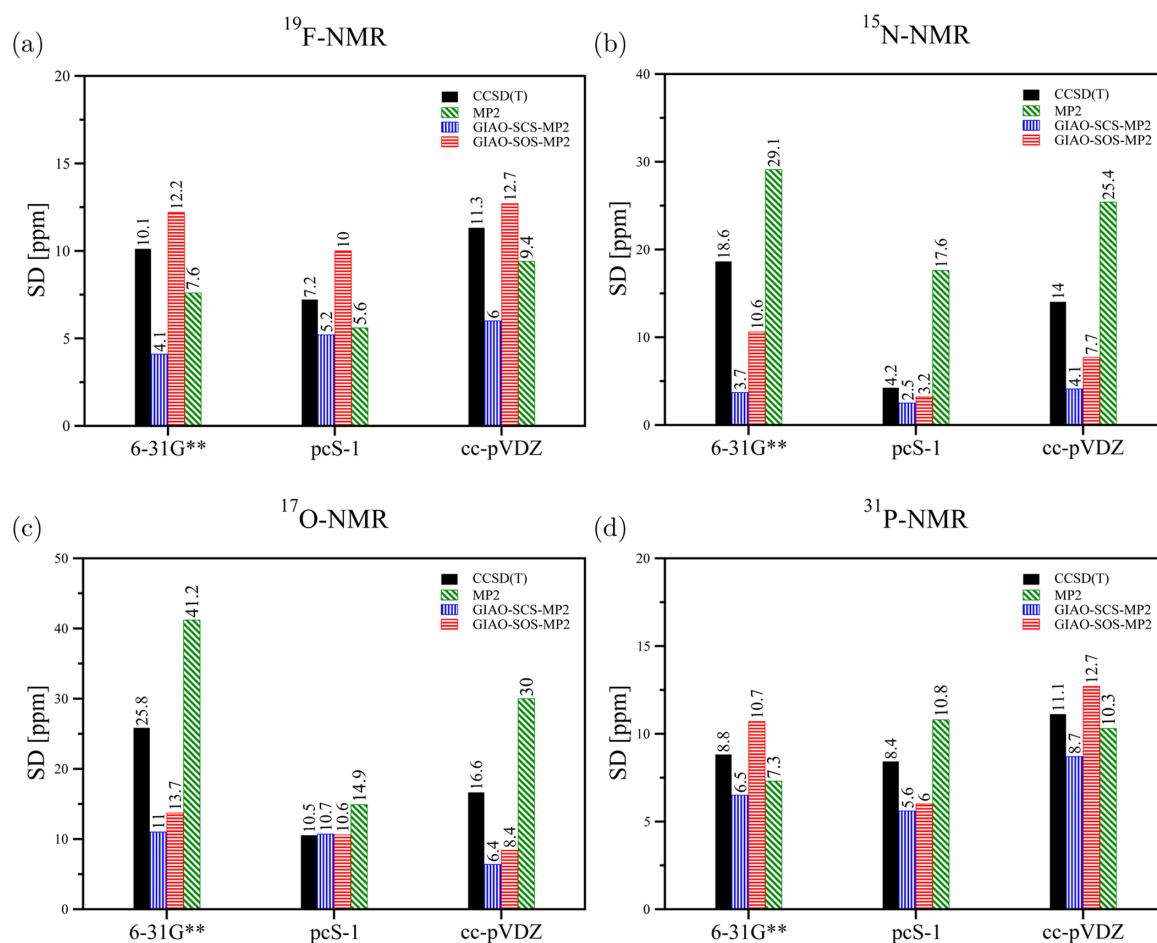 (a)
¹⁹F-NMR
20
15
10
5
0
SD [ppm]
CCSD(T)
MP2
GIAO-SCS-MP2
GIAO-SOS-MP2
10.1
4.1
12.2
7.6
7.2
5.2
10
5.6
11.3
6
12.7
9.4
6-31G**
pcS-1
cc-pVDZ
(b)
¹⁵N-NMR
40
30
20
10
0
SD [ppm]
CCSD(T)
MP2
GIAO-SCS-MP2
GIAO-SOS-MP2
18.6
3.7
10.6
29.1
4.2
2.5
3.2
17.6
14
4.1
7.7
25.4
6-31G**
pcS-1
cc-pVDZ
(c)
¹⁷O-NMR
50
40
30
20
10
0
SD [ppm]
CCSD(T)
MP2
GIAO-SCS-MP2
GIAO-SOS-MP2
25.8
11
13.7
41.2
10.5
10.7
10.6
14.9
16.6
6.4
8.4
30
6-31G**
pcS-1
cc-pVDZ
(d)
³¹P-NMR
20
15
10
5
0
SD [ppm]
CCSD(T)
MP2
GIAO-SCS-MP2
GIAO-SOS-MP2
8.8
6.5
10.7
7.3
8.4
5.6
6
10.8
11.1
8.7
12.7
10.3
6-31G**
pcS-1
cc-pVDZ